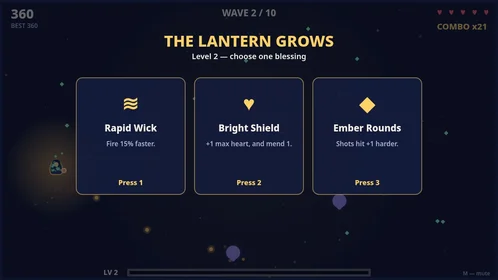 360
BEST 360
WAVE 2 / 10
COMBO x21
THE LANTERN GROWS
Level 2 — choose one blessing
Rapid Wick
Fire 15% faster.
Press 1
Bright Shield
+1 max heart, and mend 1.
Press 2
Ember Rounds
Shots hit +1 harder.
Press 3
LV 2